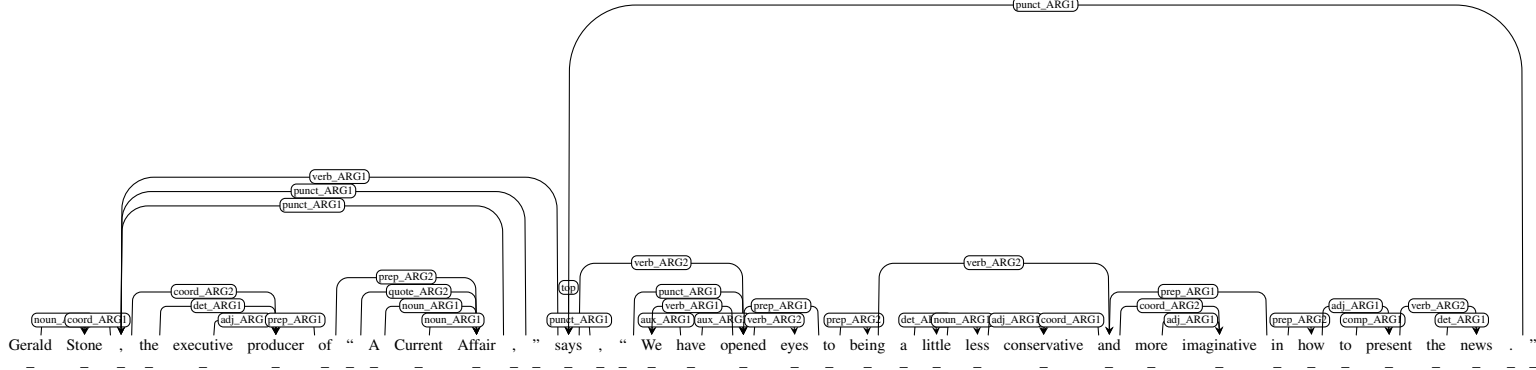 punct_ARG1
verb_ARG1
punct_ARG1
punct_ARG1
verb_ARG2 verb_ARG2
prep_ARG2
top
coord_ARG2 quote_ARG2 punct_ARG1 prep_ARG1
det_ARG1 noun_ARG1 verb_ARG1 prep_ARG1 coord_ARG2 adj_ARG1 verb_ARG2
coord_ARG1 prep_ARG1 noun_ARG1 punct_ARG1 verb_ARG2 prep_ARG2 noun_ARG1 coord_ARG1 adj_ARG1 prep_ARG2 comp_ARG1 det_ARG1
Gerald Stone , the executive producer of “ A Current Affair , ” says , “ We have opened eyes to being a little less conservative and more imaginative in how to present the news . ”
_ _ _ _ _ _ _ _ _ _ _ _ _ _ _ _ _ _ _ _ _ _ _ _ _ _ _ _ _ _ _ _ _ _ _ _ _ _